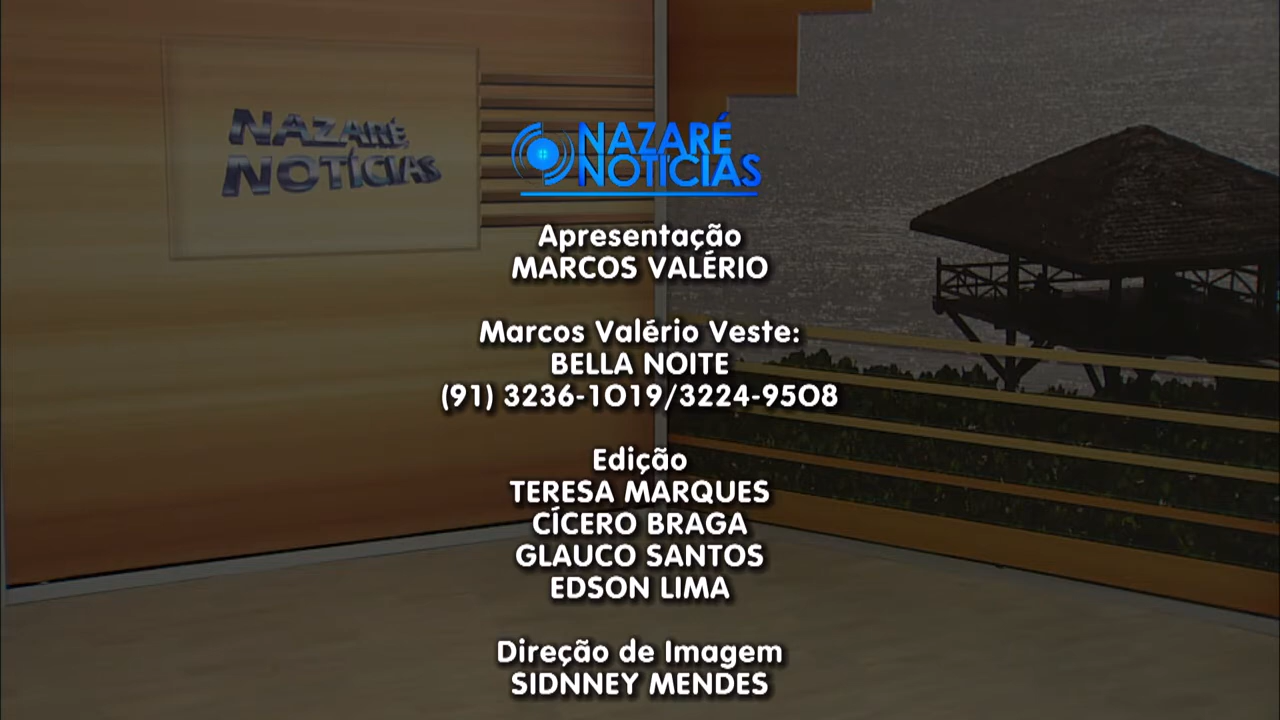 NAZARÉ
NOTÍCIAS
NAZARÉ
NOTÍCIAS
Apresentação
MARCOS VALÉRIO
Marcos Valério Veste:
BELLA NOITE
(91) 3236-1019/3224-9508
Edição
TERESA MARQUES
CÍCERO BRAGA
GLAUCO SANTOS
EDSON LIMA
Direção de Imagem
SIDNNEY MENDES